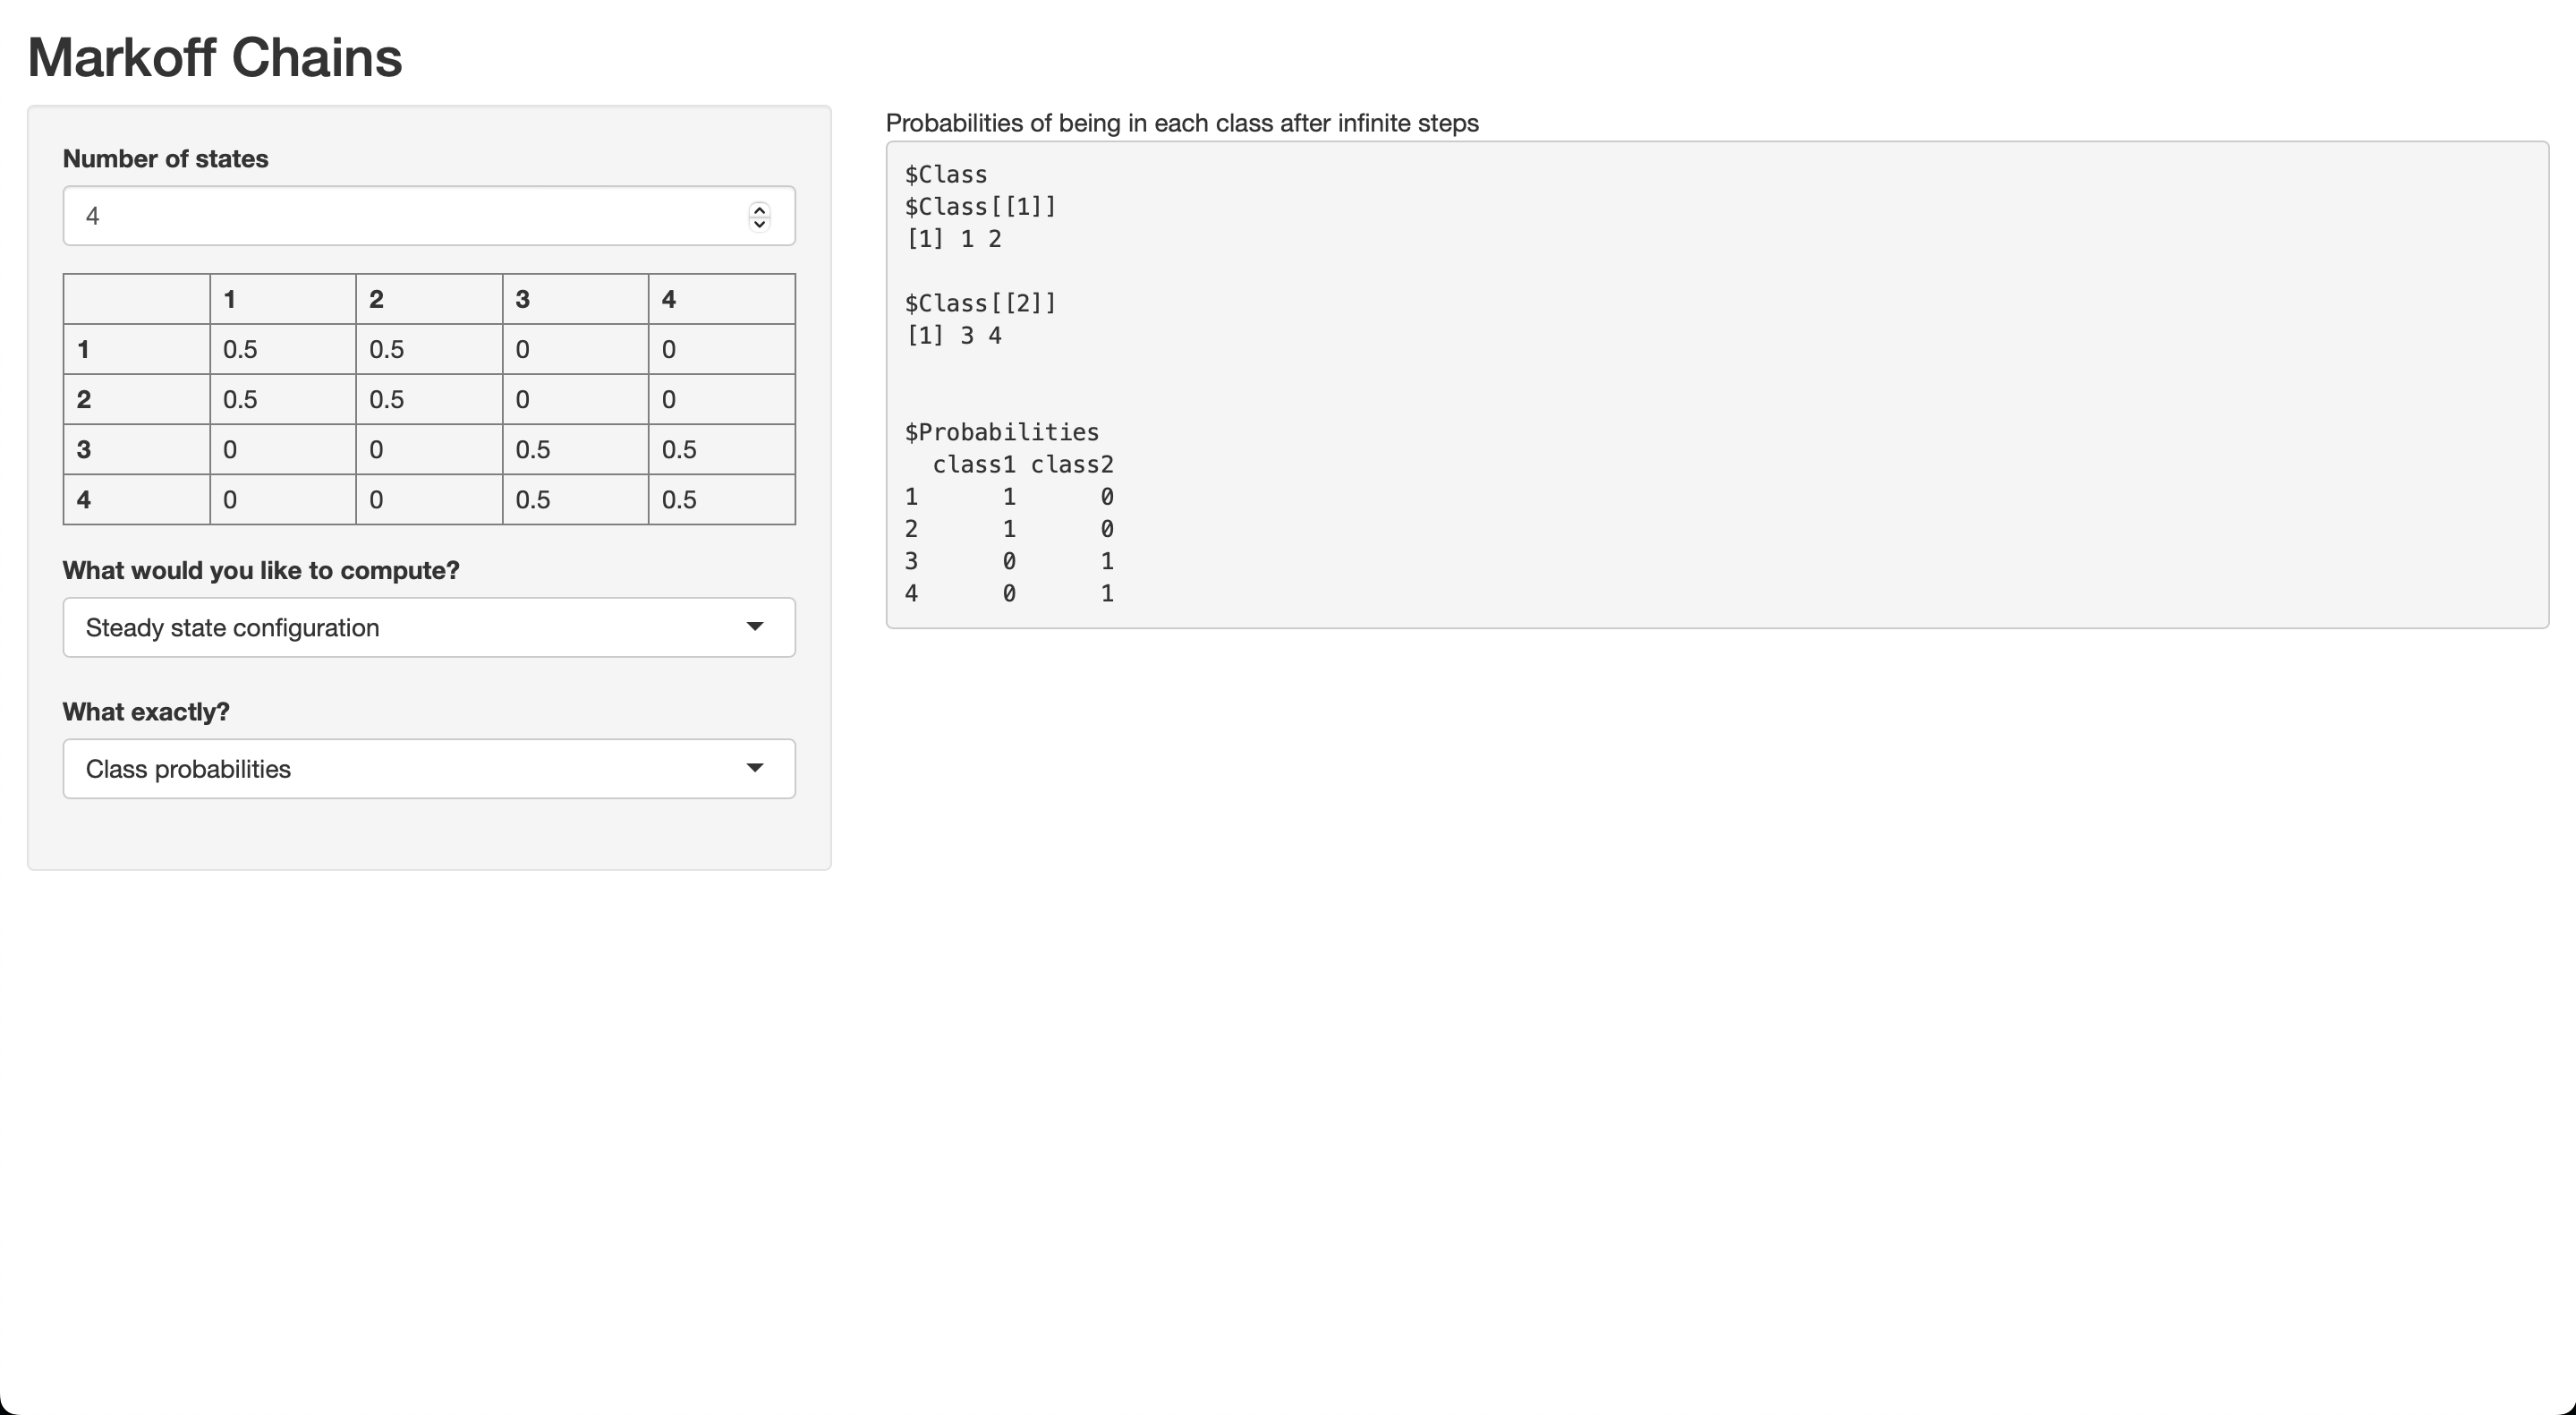 Markoff Chains
Number of states
4
1 2 3 4
1 0.5 0.5 0 0
2 0.5 0.5 0 0
3 0 0 0.5 0.5
4 0 0 0.5 0.5
What would you like to compute?
Steady state configuration
What exactly?
Class probabilities
Probabilities of being in each class after infinite steps
$Class
$Class[[1]]
[1] 1 2
$Class[[2]]
[1] 3 4
$Probabilities
class1 class2
1 1 0
2 1 0
3 0 1
4 0 1